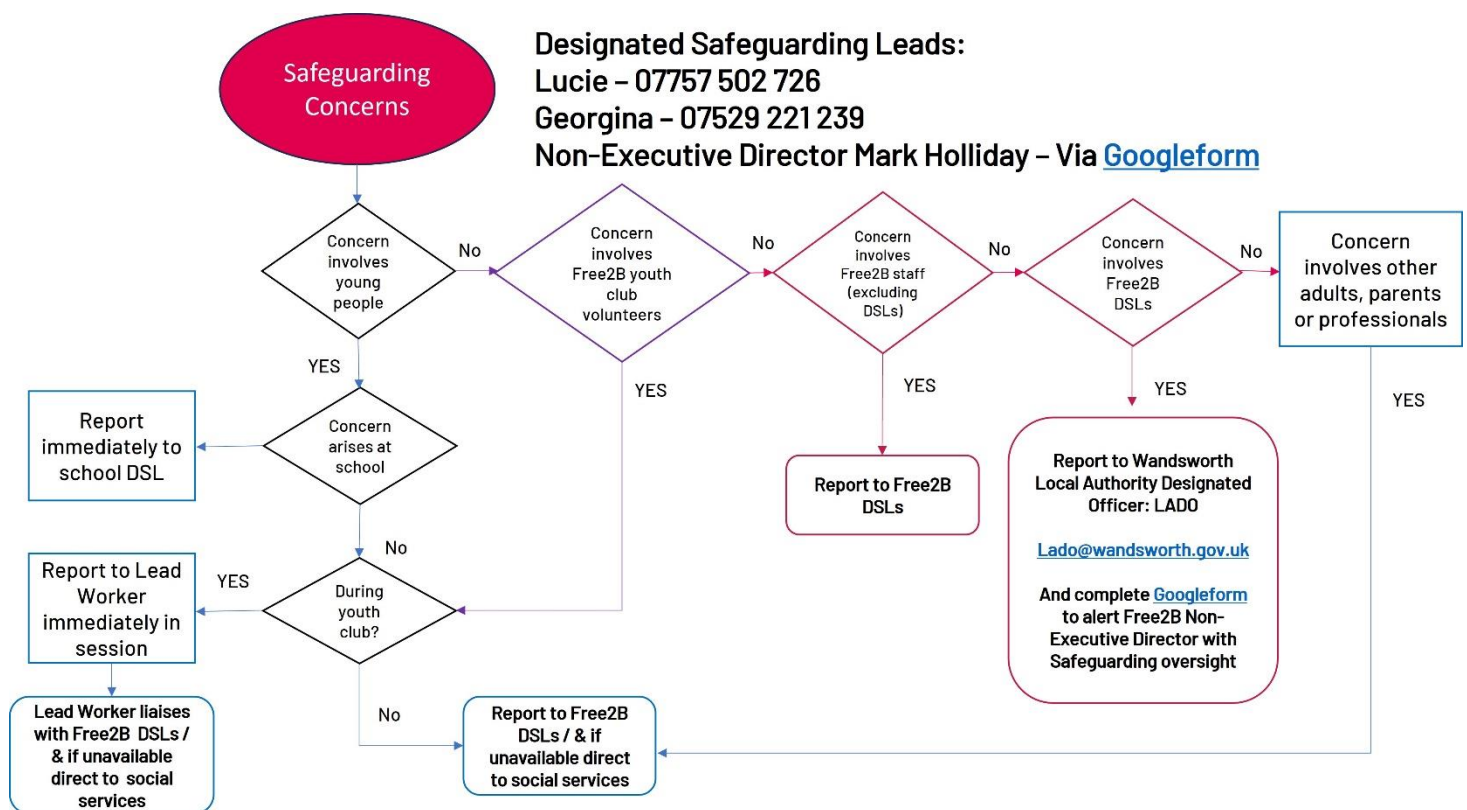 Safeguarding
Concerns
Designated Safeguarding Leads:
Lucie – 07757 502 726
Georgina – 07529 221 239
Non-Executive Director Mark Holliday – Via Googleform
Concern
involves
young
people
No
Concern
involves
Free2B youth
club
volunteers
No
Concern
involves
Free2B staff
(excluding
DSLs)
No
Concern
involves
Free2B
DSLs
No
Concern
involves other
adults, parents
or professionals
YES
YES
YES
YES
YES
Report
immediately to
school DSL
Concern
arises at
school
Report to Free2B
DSLs
Report to Wandsworth
Local Authority Designated
Officer: LADO
Lado@wandsworth.gov.uk
And complete Googleform
to alert Free2B Non-
Executive Director with
Safeguarding oversight
No
Report to Lead
Worker
immediately in
session
YES
During
youth
club?
No
Lead Worker liaises
with Free2B DSLs /
& if unavailable
direct to social
services
Report to Free2B
DSLs / & if
unavailable direct
to social services